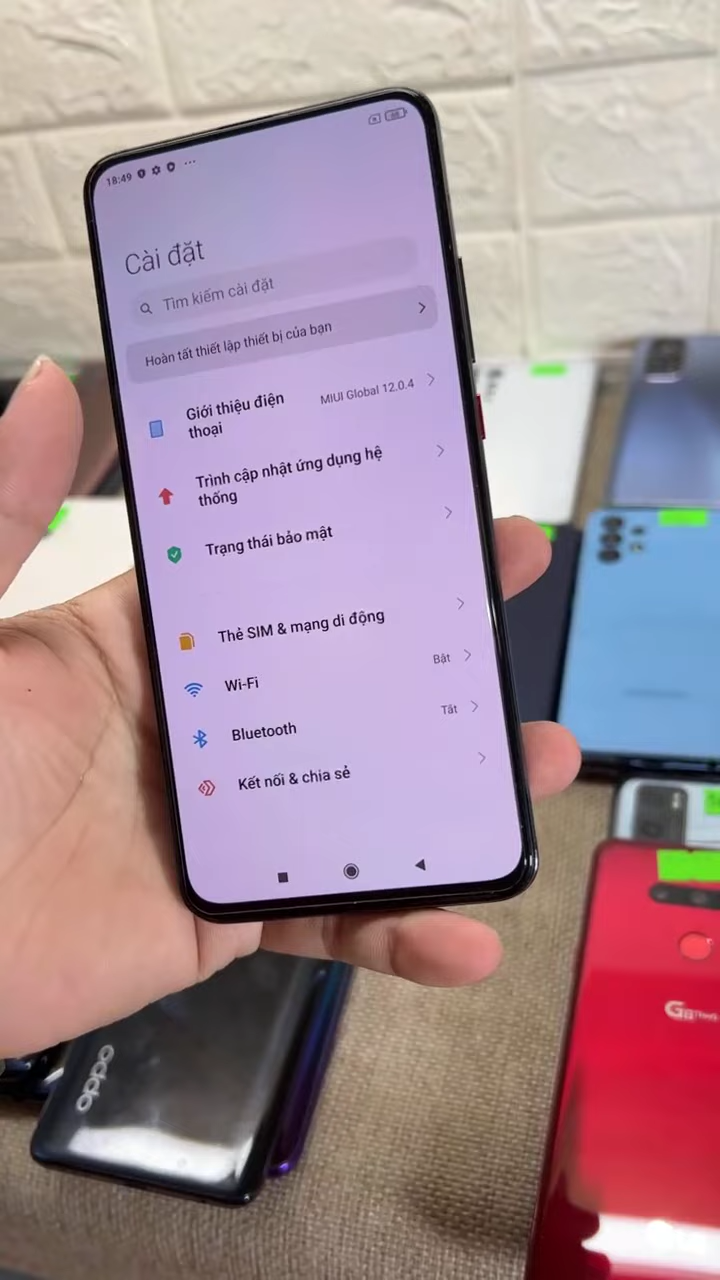 18:49
Cài đặt
Tìm kiếm cài đặt
Hoàn tất thiết lập thiết bị của bạn
Giới thiệu điện
thoại
MIUI Global 12.0.4
Trình cập nhật ứng dụng hệ
thống
Trạng thái bảo mật
Thẻ SIM & mạng di động
Wi-Fi
Bật
Bluetooth
Tắt
Kết nối & chia sẻ
oppo
G8 ThinQ